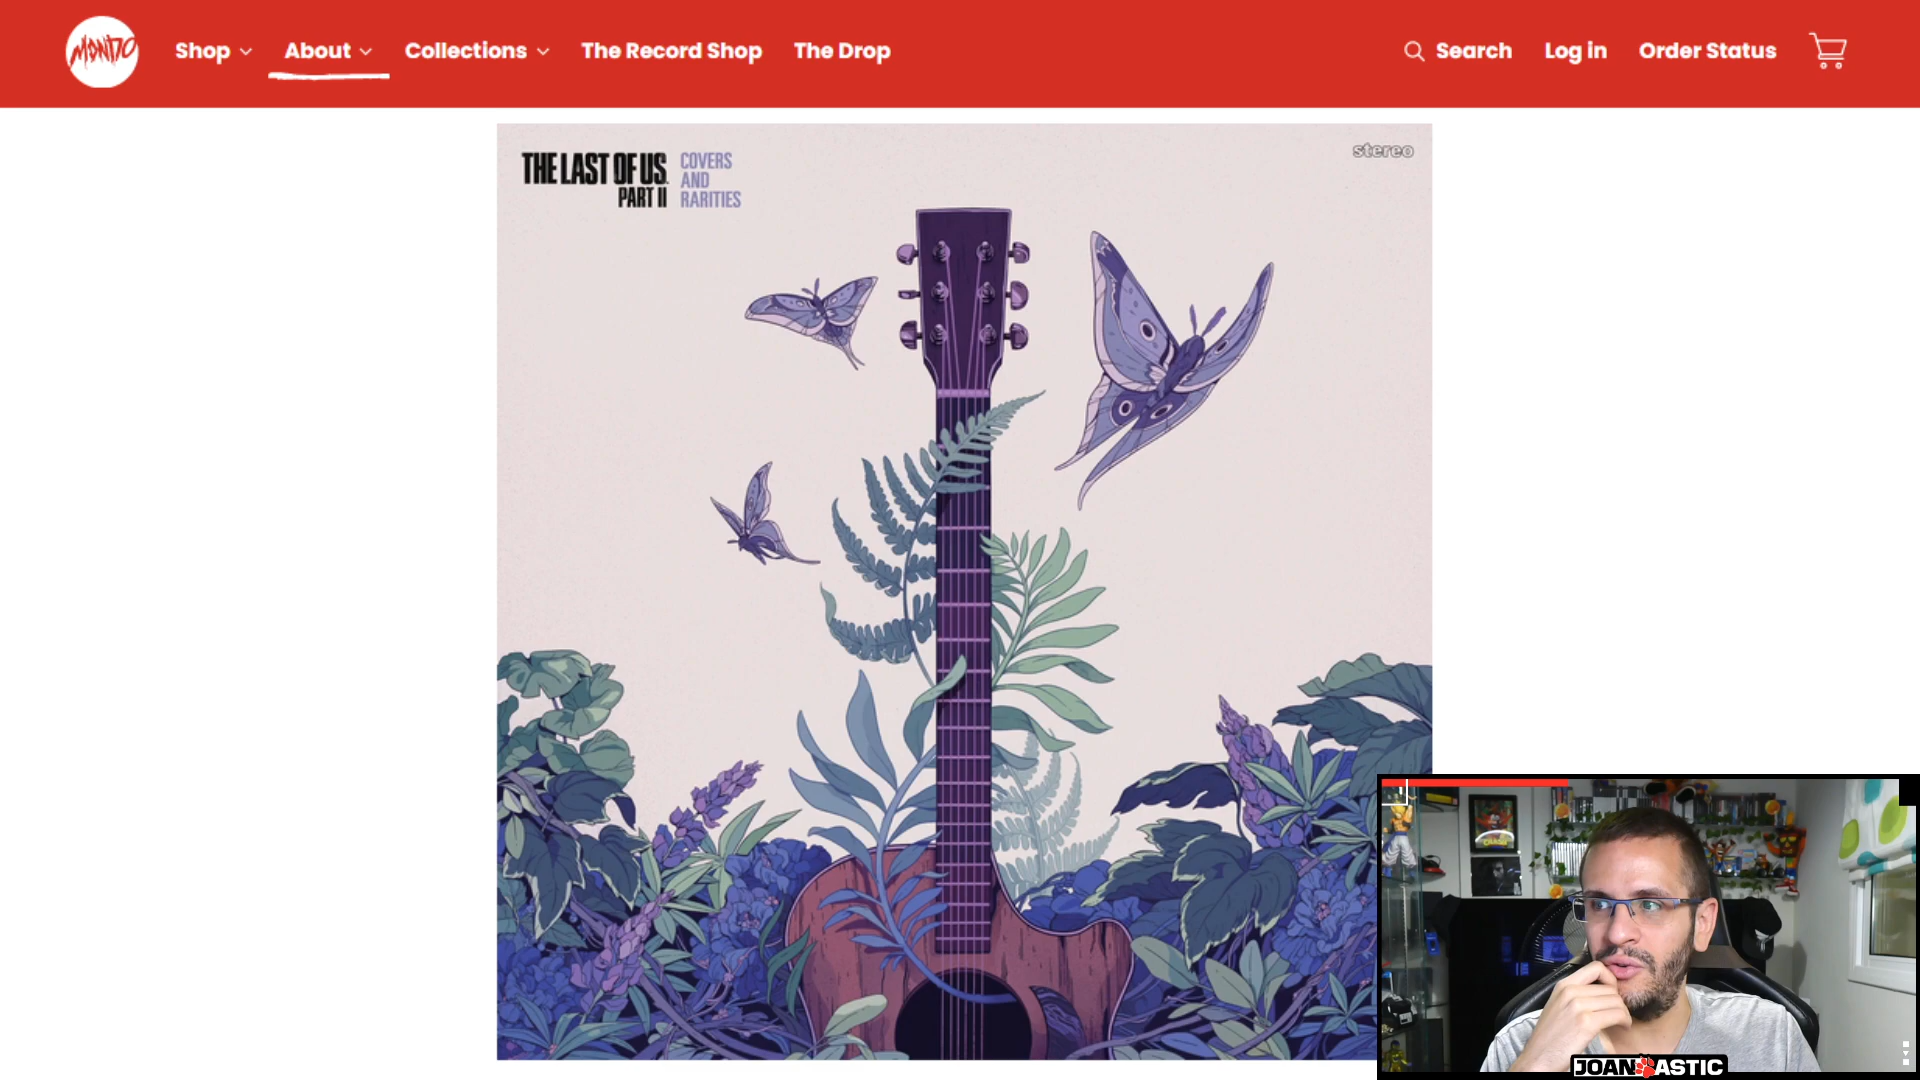 MONDO
Shop
About
Collections
The Record Shop
The Drop
Search
Log in
Order Status
THE LAST OF US
PART II
COVERS
AND
RARITIES
stereo
JOANTASTIC